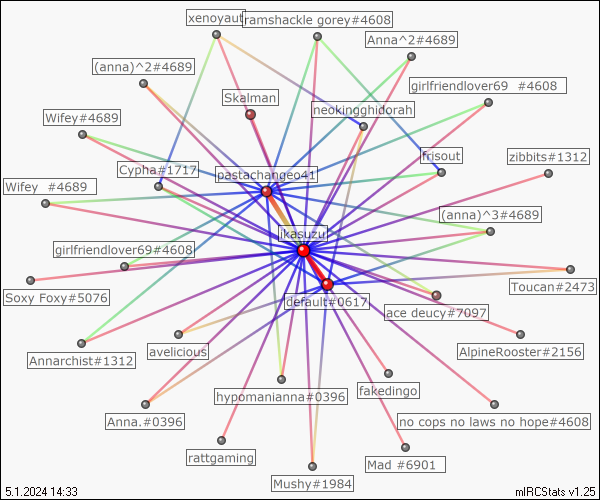 xenoyaut
ramshackle gorey#4608
Anna^2#4689
(anna)^2#4689
girlfriendlover69 #4608
Skalman
neokingghidorah
Wifey#4689
frisout
zibbits#1312
Cypha#1717
pastachangeo41
Wifey #4689
(anna)^3#4689
jkasuzu
girlfriendlover69#4608
Toucan#2473
Soxy Foxy#5076
default#0617
ace deucy#7097
Annarchist#1312
avelicious
AlpineRooster#2156
hypomanianna#0396
fakedingo
Anna.#0396
no cops no laws no hope#4608
rattgaming
Mad #6901
Mushy#1984
5.1.2024 14:33
mIRCStats v1.25